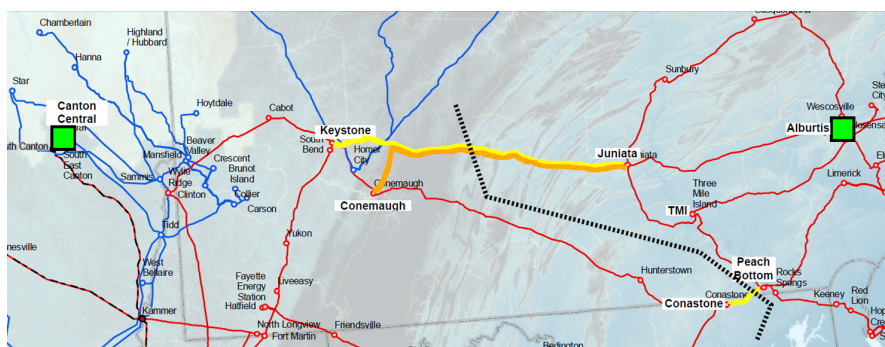 Chamberlain
Highland /
Hubbard
Hanna
Star
Canton
Central
South
East
Canton
Hoytdale
Beaver
Valley
Mansfield
Wylie
Ridge
Crescent
Brunot
Island
Collier
Carson
Clinton
Sammis
Tidd
West
Bellaire
Kammer
Cabot
Keystone
South
Bend
Homer
City
Conemaugh
Conemaugh
Yukon
Fayette
Energy
Station
Hatfield
Liveeasy
North Longview
Fort Martin
Friendsville
Juniata
Sunbury
Wescosville
Alburtis
Three
Mile
Island
TMI
Limerick
Hunterstown
Peach
Bottom
Rocks
Springs
Conastone
Keeney
Red
Lion